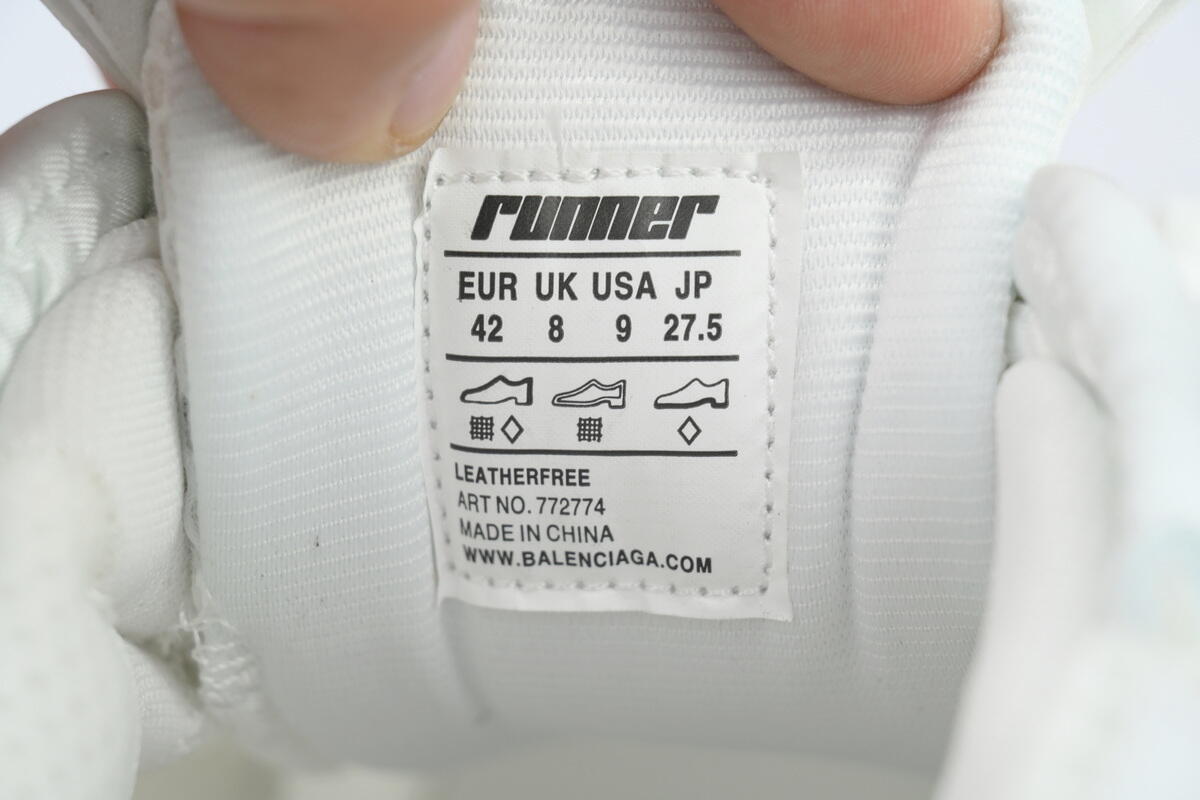 runner
EUR UK USA JP
42 8 9 27.5
LEATHERFREE
ART NO. 772774
MADE IN CHINA
WWW.BALENCIAGA.COM